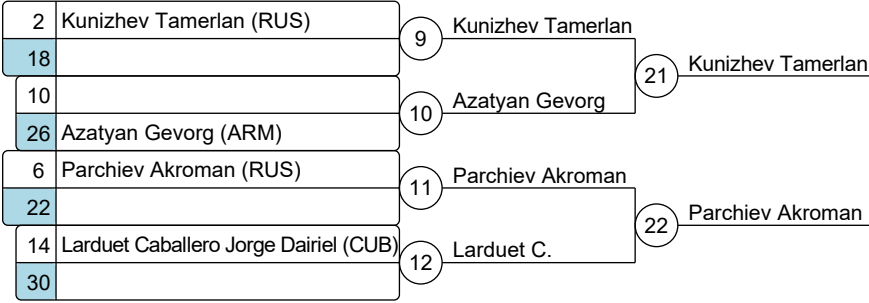 2 Kunizhev Tamerlan (RUS)
18
9 Kunizhev Tamerlan
10
26 Azatyan Gevorg (ARM)
10 Azatyan Gevorg
21 Kunizhev Tamerlan
6 Parchiev Akroman (RUS)
22
11 Parchiev Akroman
14 Larduet Caballero Jorge Dairiel (CUB)
30
12 Larduet C.
22 Parchiev Akroman